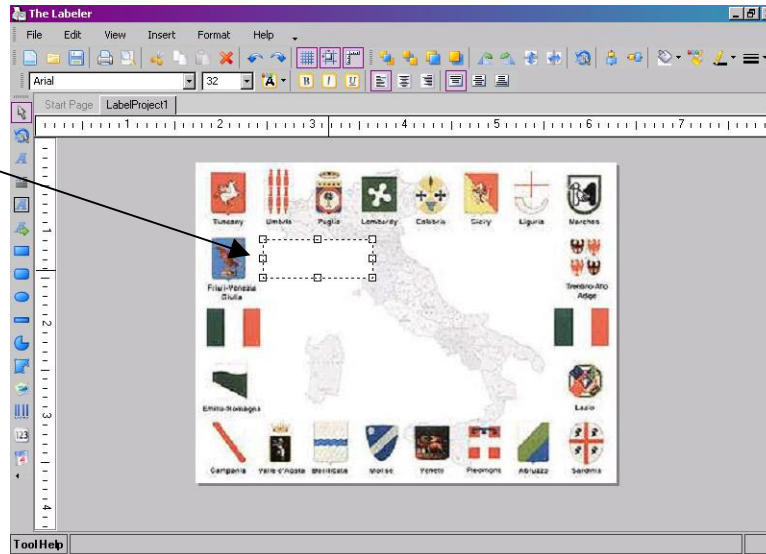 The Labeler
File Edit View Insert Format Help
Arial 32 A B I U
Start Page LabelProject1
1 2 3 4 5 6 7
1
2
3
4
A
A
123
Tuscany Umbria Puglia Lombardy Calabria Sicily Liguria Marches
Friuli-Venezia
Giulia
Trentino-Alto
Adige
Emilia-Romagna
Lazio
Campania Valle d'Aosta Basilicata Molise Veneto Piedmont Abruzzo Sardinia
Tool Help